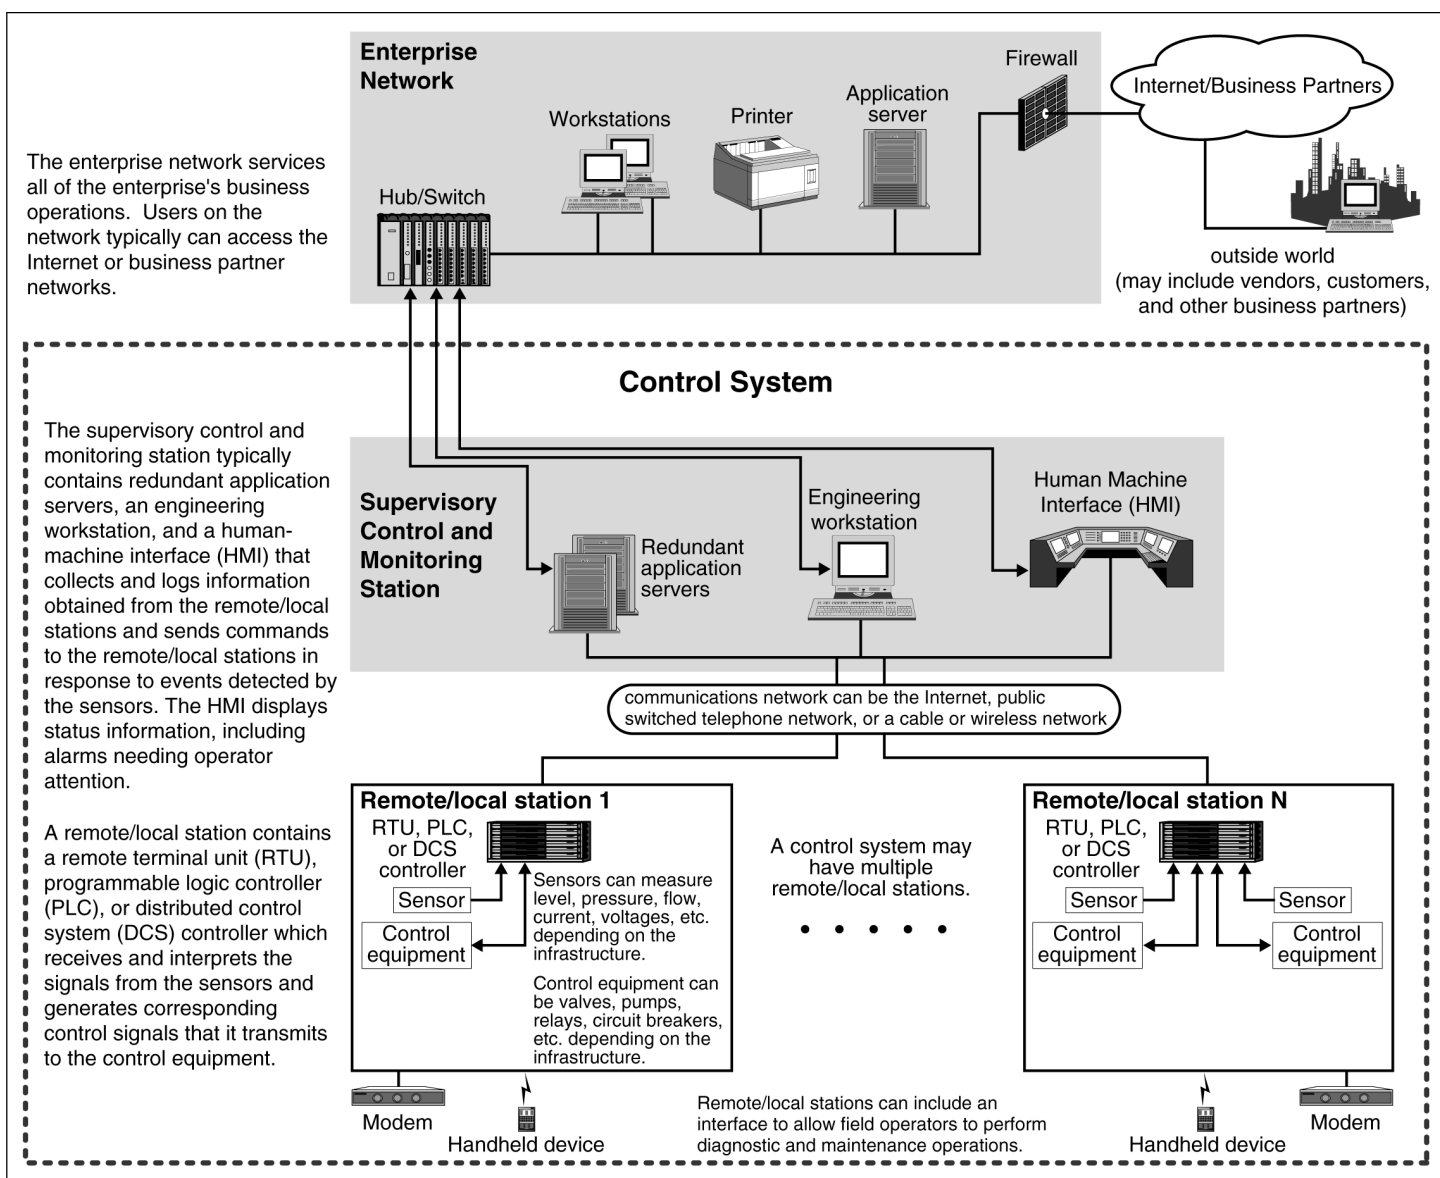 Enterprise
Network
Workstations
Printer
Application
server
Firewall
Internet/Business Partners
Hub/Switch
The enterprise network services
all of the enterprise's business
operations.  Users on the
network typically can access the
Internet or business partner
networks.
outside world
(may include vendors, customers,
and other business partners)
Control System
The supervisory control and
monitoring station typically
contains redundant application
servers, an engineering
workstation, and a human-
machine interface (HMI) that
collects and logs information
obtained from the remote/local
stations and sends commands
to the remote/local stations in
response to events detected by
the sensors. The HMI displays
status information, including
alarms needing operator
attention.
Supervisory
Control and
Monitoring
Station
Redundant
application
servers
Engineering
workstation
Human Machine
Interface (HMI)
communications network can be the Internet, public
switched telephone network, or a cable or wireless network
A remote/local station contains
a remote terminal unit (RTU),
programmable logic controller
(PLC), or distributed control
system (DCS) controller which
receives and interprets the
signals from the sensors and
generates corresponding
control signals that it transmits
to the control equipment.
Remote/local station 1
RTU, PLC,
or DCS
controller
Sensor
Control
equipment
Sensors can measure
level, pressure, flow,
current, voltages, etc.
depending on the
infrastructure.
Control equipment can
be valves, pumps,
relays, circuit breakers,
etc. depending on the
infrastructure.
Modem
Handheld device
A control system may
have multiple
remote/local stations.
Remote/local station N
RTU, PLC,
or DCS
controller
Sensor
Sensor
Control
equipment
Control
equipment
Remote/local stations can include an
interface to allow field operators to perform
diagnostic and maintenance operations.
Handheld device
Modem